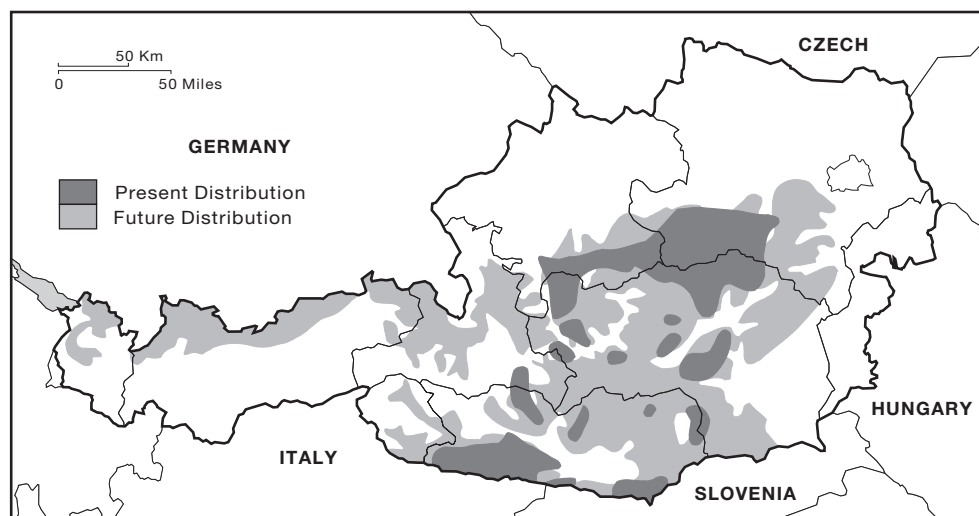 CZECH
50 Km
0 50 Miles
GERMANY
Present Distribution
Future Distribution
HUNGARY
ITALY
SLOVENIA